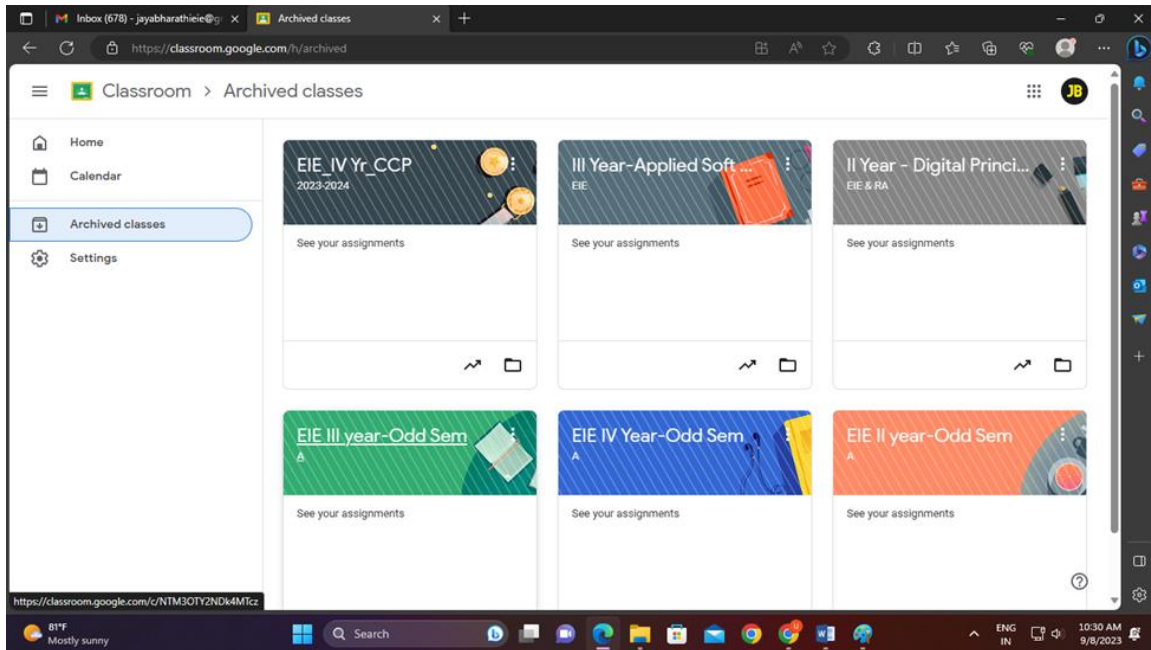 Inbox (678) - jayabharathieie@g
Archived classes
https://classroom.google.com/h/archived
Classroom > Archived classes
JB
Home
Calendar
Archived classes
Settings
EIE_IV Yr_CCP
2023-2024
See your assignments
III Year-Applied Soft ...
EIE
See your assignments
II Year - Digital Princi...
EIE & RA
See your assignments
EIE III year-Odd Sem
A
See your assignments
EIE IV Year-Odd Sem
A
See your assignments
EIE II year-Odd Sem
A
See your assignments
https://classroom.google.com/c/NTM3OTY2NDk4MTcz
81°F
Mostly sunny
Search
ENG
IN
10:30 AM
9/8/2023